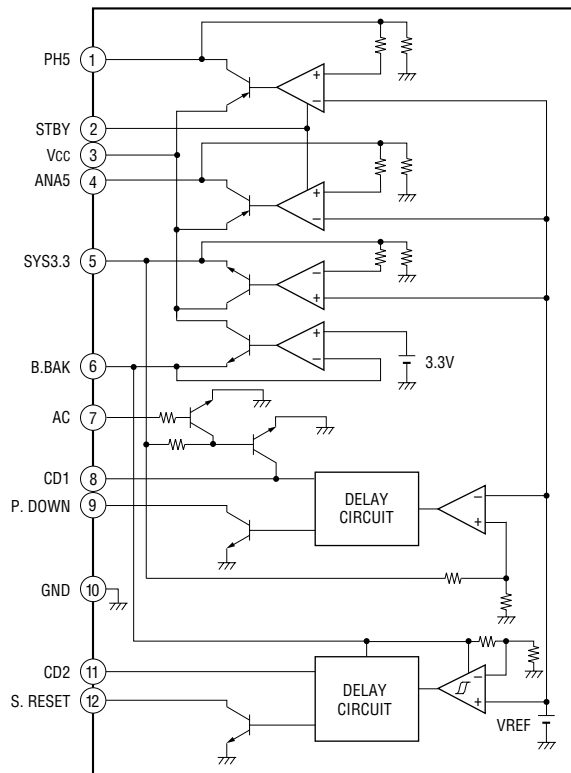 PH5 1
STBY 2
Vcc 3
ANA5 4
SYS3.3 5
B.BAK 6
3.3V
AC 7
CD1 8
P. DOWN 9
DELAY
CIRCUIT
GND 10
CD2 11
S. RESET 12
DELAY
CIRCUIT
VREF
+
−
+
−
−
+
+
−
−
+
−
+